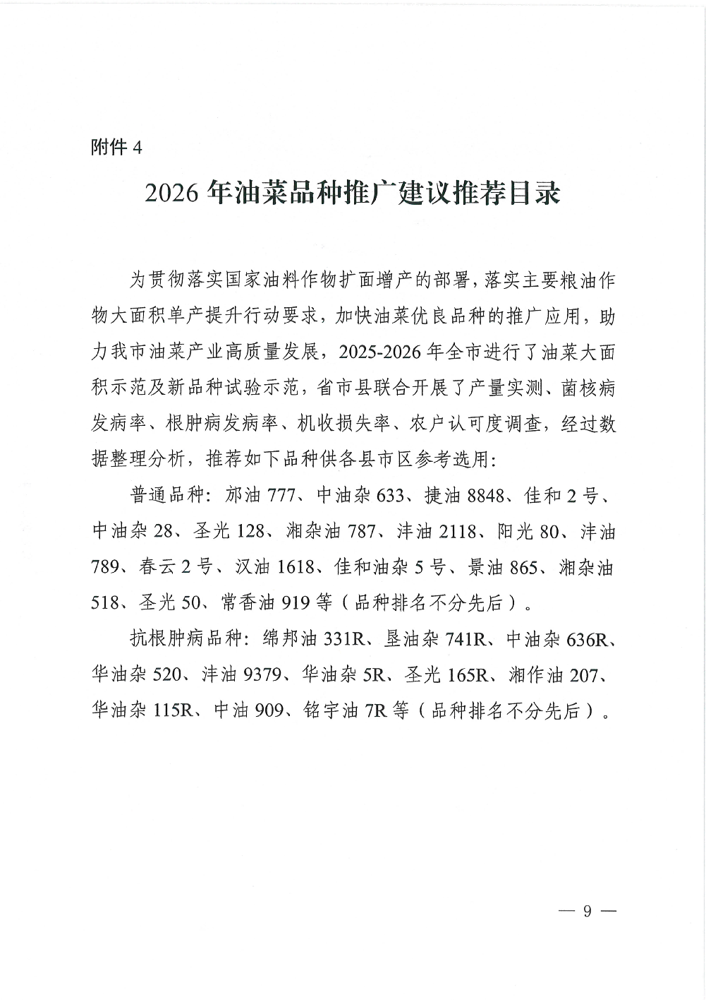 附件 4
2026 年油菜品种推广建议推荐目录
为贯彻落实国家油料作物扩面增产的部署，落实主要粮油作
物大面积单产提升行动要求，加快油菜优良品种的推广应用，助
力我市油菜产业高质量发展，2025-2026 年全市进行了油菜大面
积示范及新品种试验示范，省市县联合开展了产量实测、菌核病
发病率、根肿病发病率、机收损失率、农户认可度调查，经过数
据整理分析，推荐如下品种供各县市区参考选用：
普通品种：邡油 777、中油杂 633、捷油 8848、佳和 2 号、
中油杂 28、圣光 128、湘杂油 787、沣油 2118、阳光 80、沣油
789、春云 2 号、汉油 1618、佳和油杂 5 号、景油 865、湘杂油
518、圣光 50、常香油 919 等（品种排名不分先后）。
抗根肿病品种：绵邦油 331R、垦油杂 741R、中油杂 636R、
华油杂 520、沣油 9379、华油杂 5R、圣光 165R、湘作油 207、
华油杂 115R、中油 909、铭宇油 7R 等（品种排名不分先后）。
— 9 —